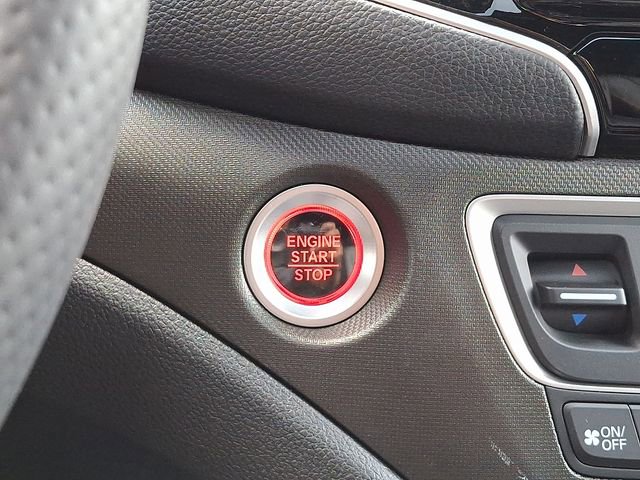 ENGINE
START
STOP
ON/
OFF